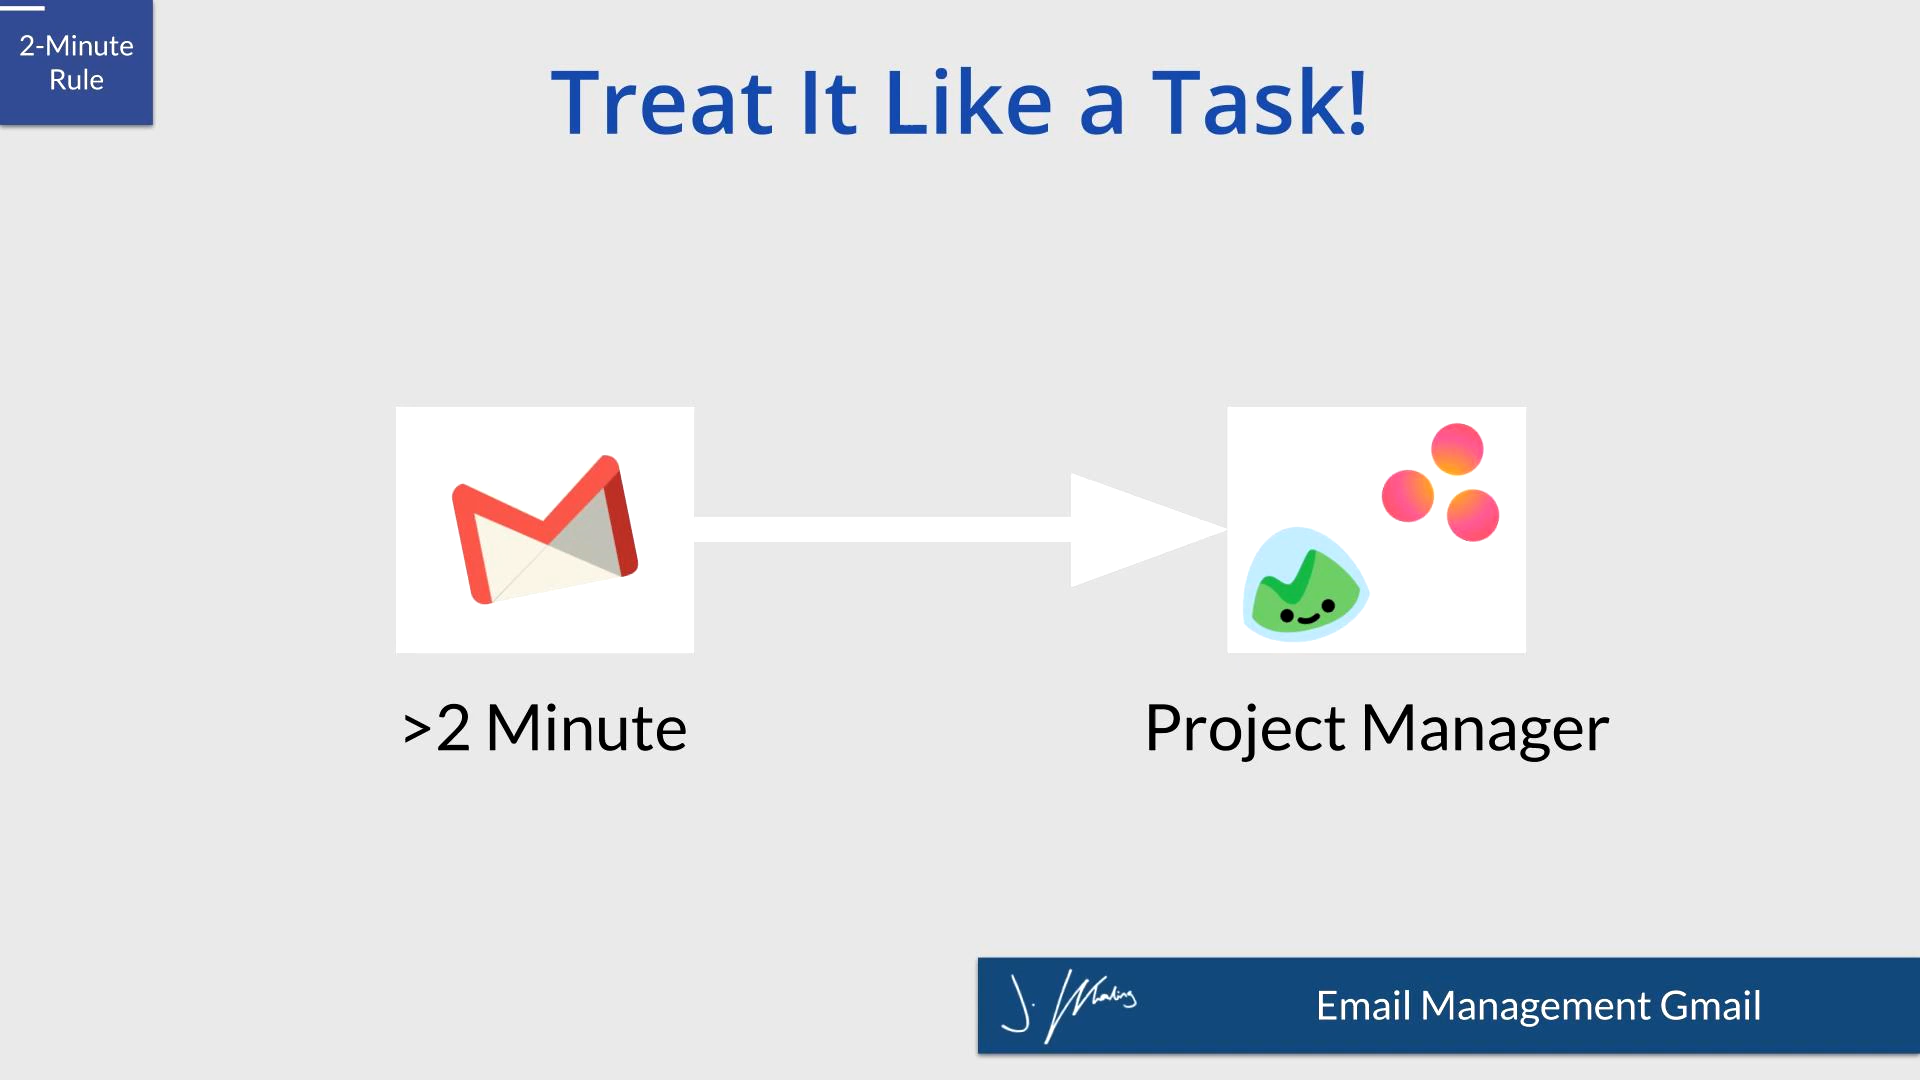 2-Minute
Rule
Treat It Like a Task!
>2 Minute
Project Manager
Email Management Gmail